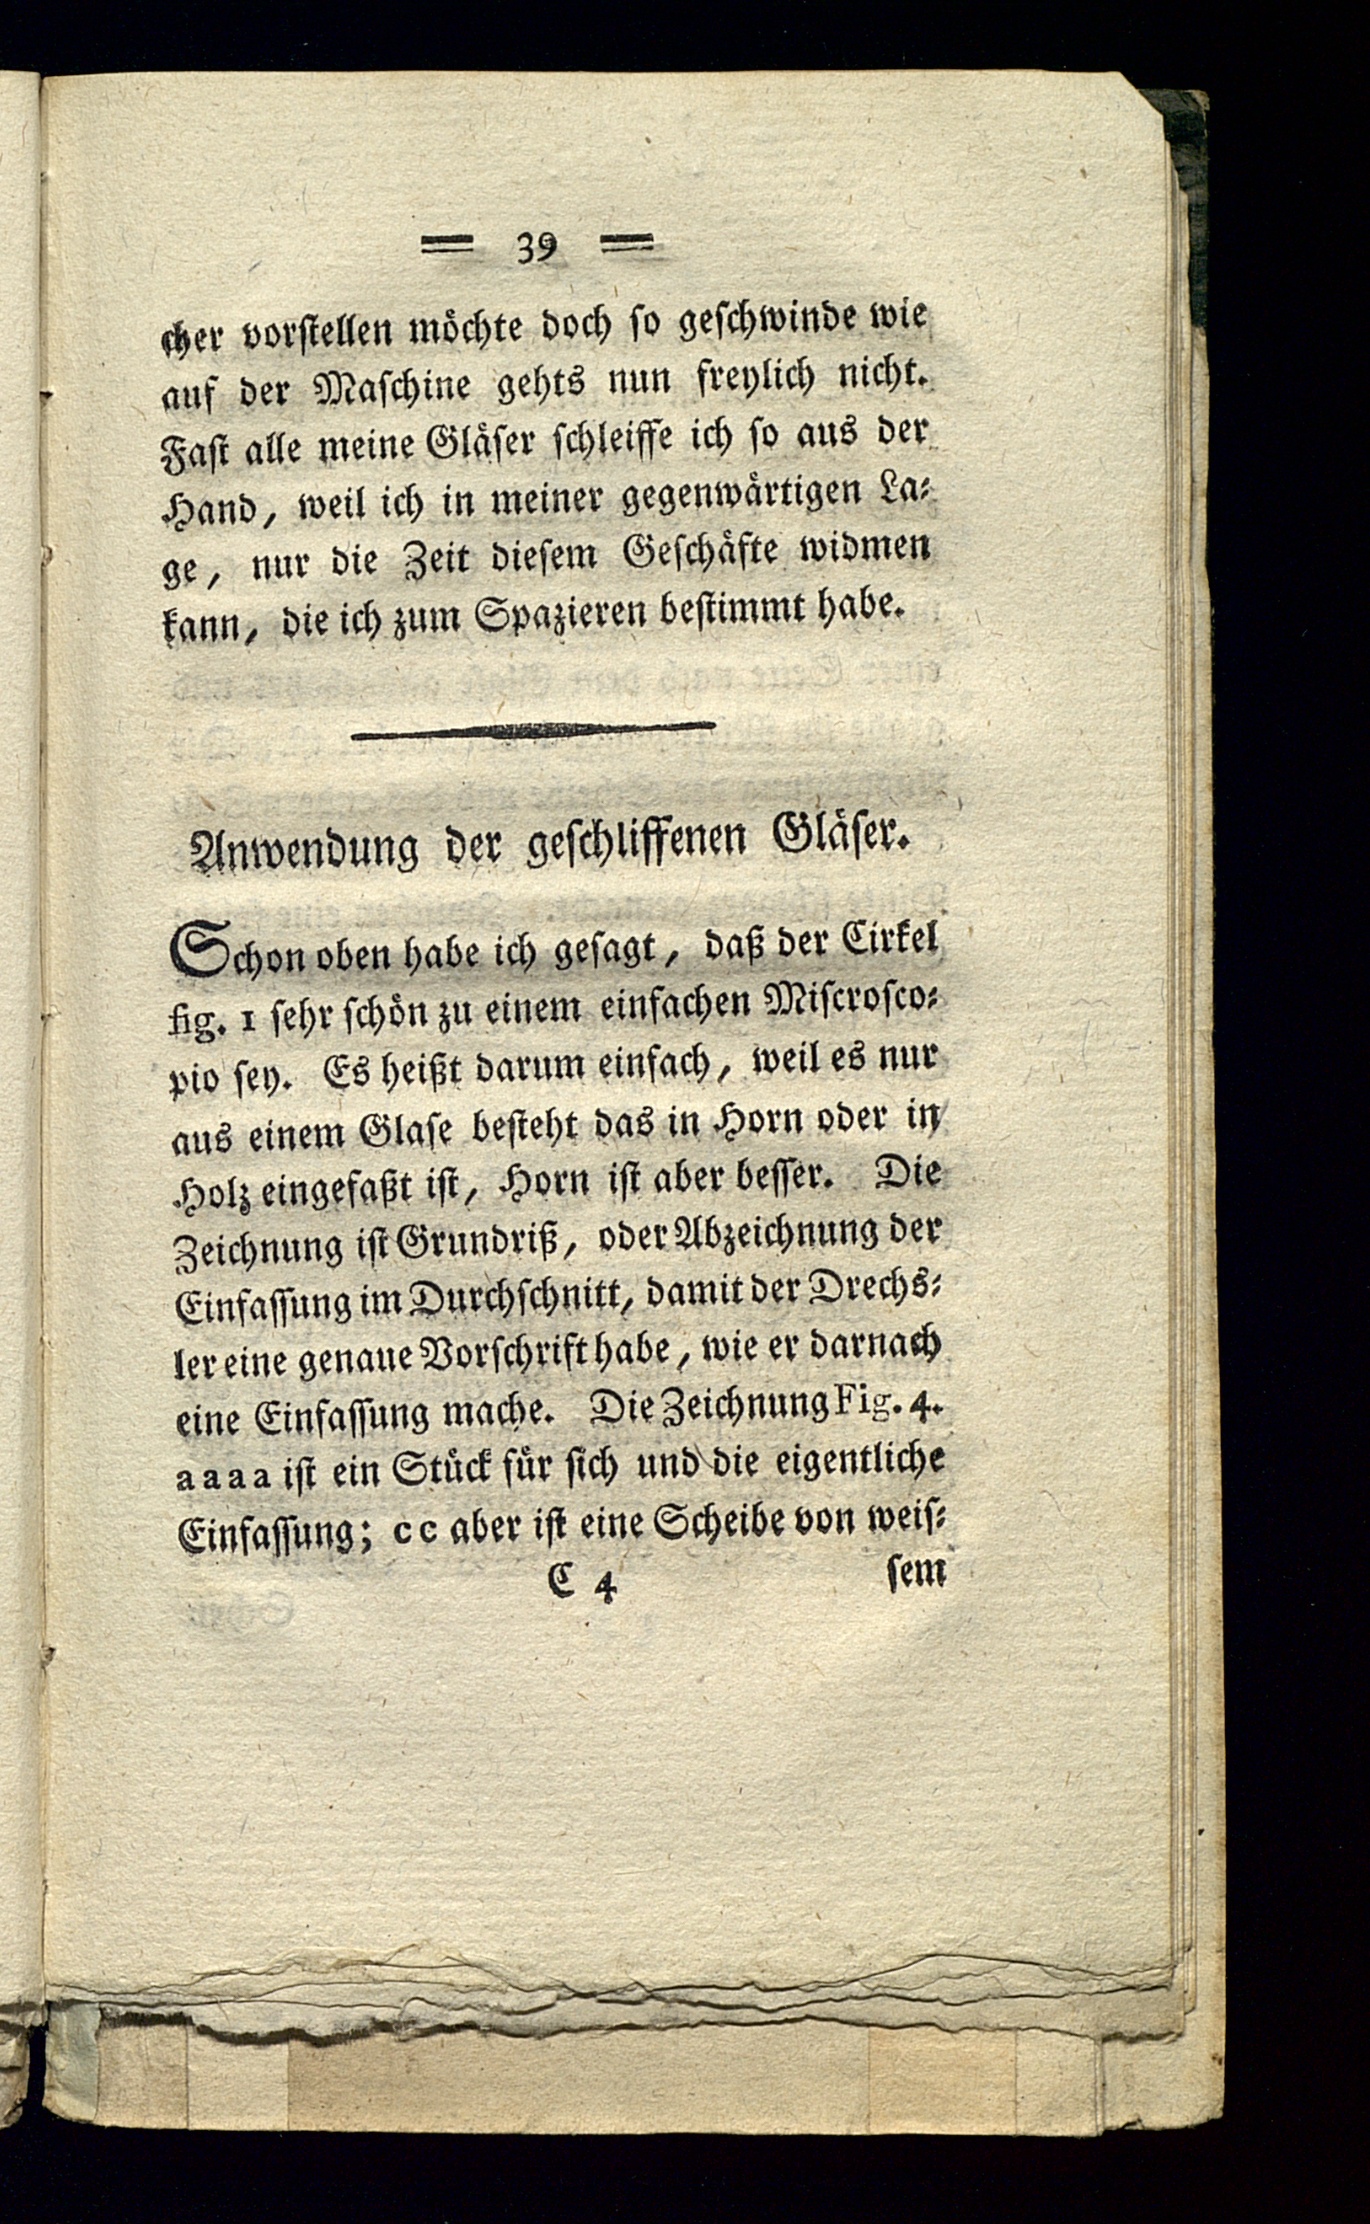 = 39 =
cher vorstellen möchte doch so geschwinde wie
auf der Maschine gehts nun freylich nicht.
Fast alle meine Gläser schleiffe ich so aus der
Hand, weil ich in meiner gegenwärtigen La-
ge, nur die Zeit diesem Geschäfte widmen
kann, die ich zum Spazieren bestimmt habe.
Anwendung der geschliffenen Gläser.
Schon oben habe ich gesagt, daß der Cirkel
fig. 1 sehr schön zu einem einfachen Miscrosco-
pio sey. Es heißt darum einfach, weil es nur
aus einem Glase besteht das in Horn oder in
Holz eingefaßt ist, Horn ist aber besser. Die
Zeichnung ist Grundriß, oder Abzeichnung der
Einfassung im Durchschnitt, damit der Drechs-
ler eine genaue Vorschrift habe, wie er darnach
eine Einfassung mache. Die Zeichnung Fig. 4.
a a a a ist ein Stück für sich und die eigentliche
Einfassung; c c aber ist eine Scheibe von weis-
C 4 sem